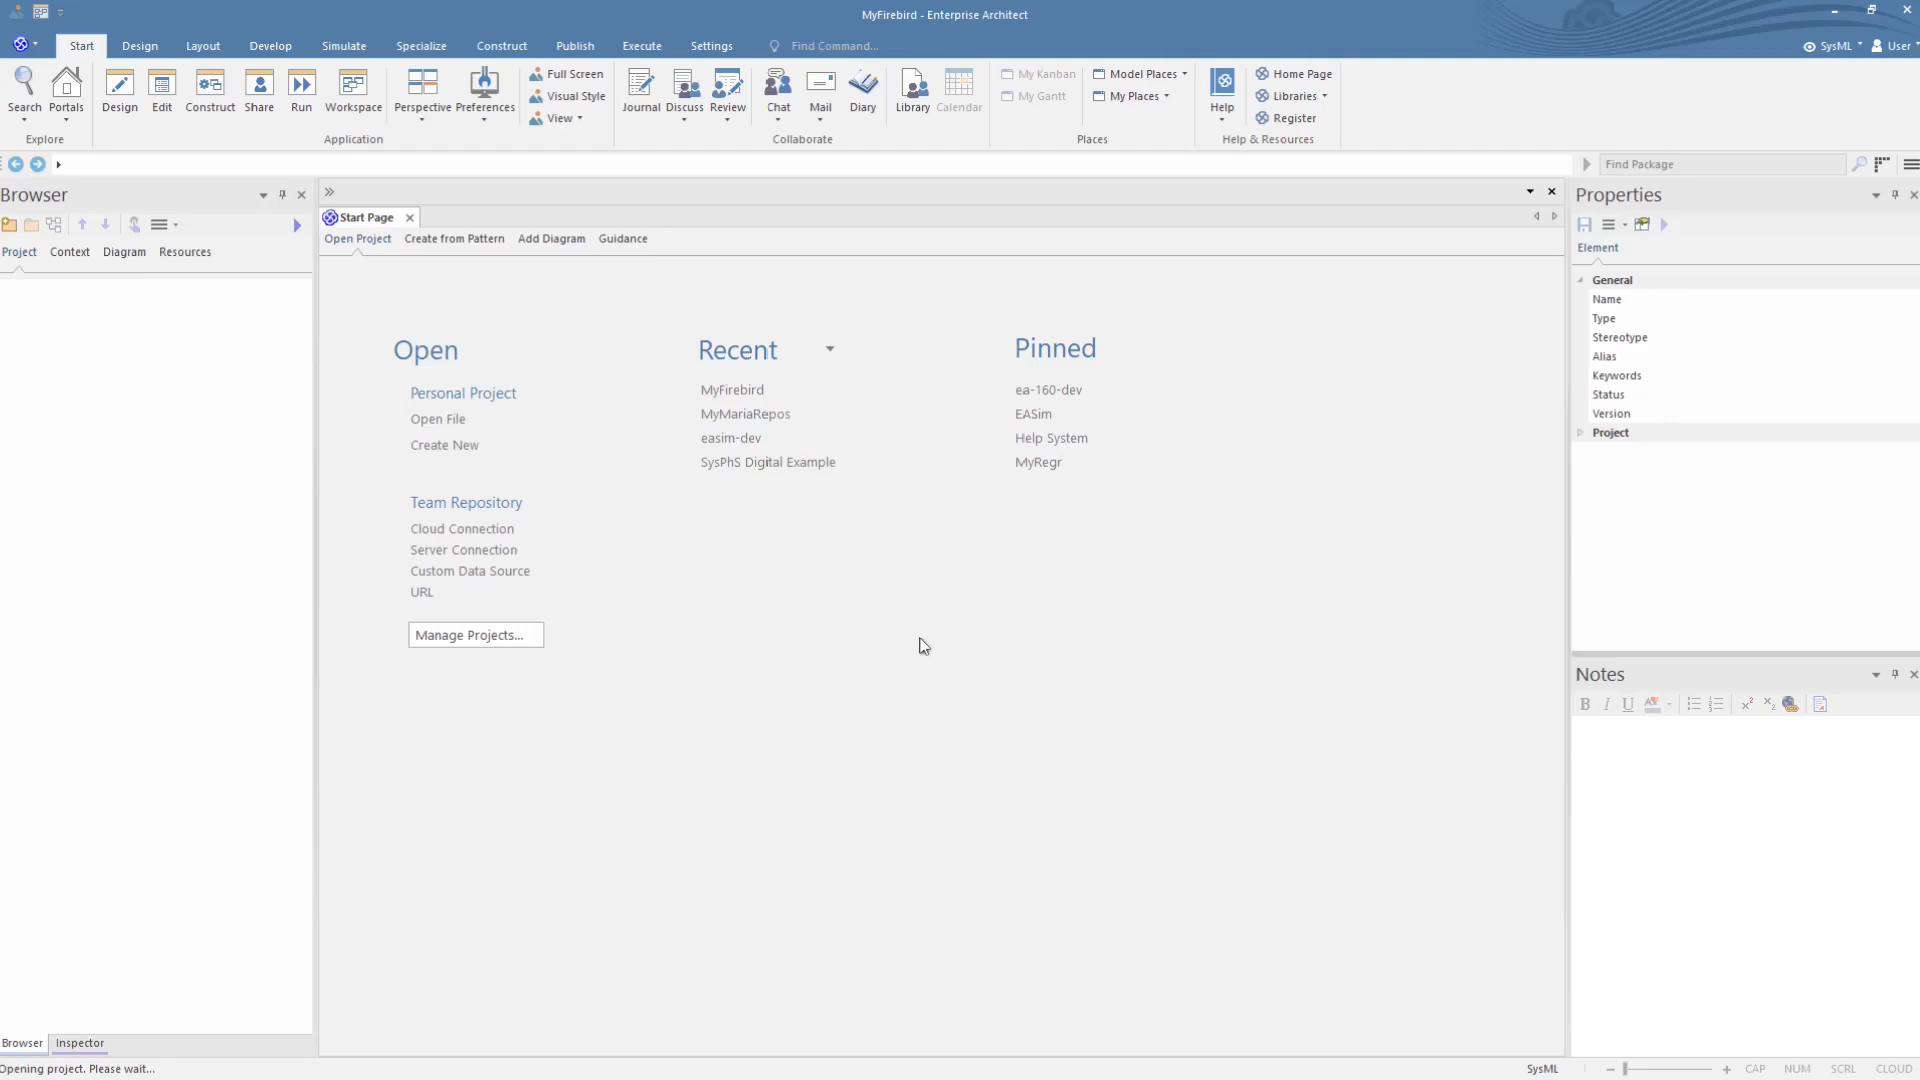 MyFirebird - Enterprise Architect
Start Design Layout Develop Simulate Specialize Construct Publish Execute Settings Find Command... SysML User
Search Portals Design Edit Construct Share Run Workspace Perspective Preferences
Full Screen
Visual Style
View
Journal Discuss Review Chat Mail Diary Library Calendar
My Kanban Model Places
My Gantt My Places
Help
Home Page
Libraries
Register
Explore Application Collaborate Places Help & Resources
Find Package
Browser
Project Context Diagram Resources
Start Page
Open Project Create from Pattern Add Diagram Guidance
Open
Personal Project
Open File
Create New
Team Repository
Cloud Connection
Server Connection
Custom Data Source
URL
Manage Projects...
Recent
MyFirebird
MyMariaRepos
easim-dev
SysPhS Digital Example
Pinned
ea-160-dev
EASim
Help System
MyRegr
Properties
Element
General
Name
Type
Stereotype
Alias
Keywords
Status
Version
Project
Notes
B I U
Browser Inspector
Opening project. Please wait... SysML CAP NUM SCRL CLOUD